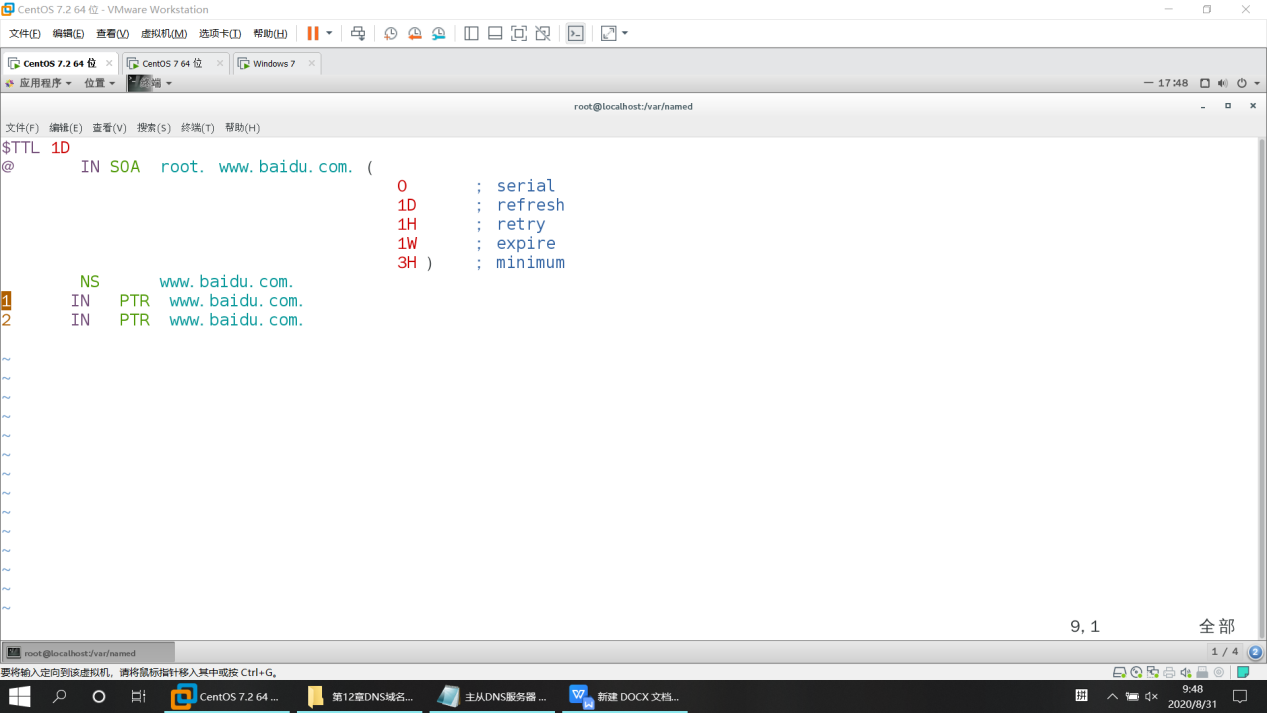 CentOS 7.2 64 位 - VMware Workstation
文件(F) 编辑(E) 查看(V) 虚拟机(M) 选项卡(T) 帮助(H)
CentOS 7.2 64 位 × CentOS 7 64 位 × Windows 7 ×
应用程序 位置 终端 一 17:48
root@localhost:/var/named
文件(F) 编辑(E) 查看(V) 搜索(S) 终端(T) 帮助(H)
$TTL 1D
@ IN SOA root. www.baidu.com. (
0 ; serial
1D ; refresh
1H ; retry
1W ; expire
3H ) ; minimum
NS www.baidu.com.
1 IN PTR www.baidu.com.
2 IN PTR www.baidu.com.
~
~
~
~
~
~
~
~
~
~
~
~
~
~
9,1 全部
root@localhost:/var/named 1 / 4 2
要将输入定向到该虚拟机，请将鼠标指针移入其中或按 Ctrl+G。
CentOS 7.2 64 ... 第12章DNS域名... 主从DNS服务器 ... 新建 DOCX 文档... 拼 9:48
2020/8/31